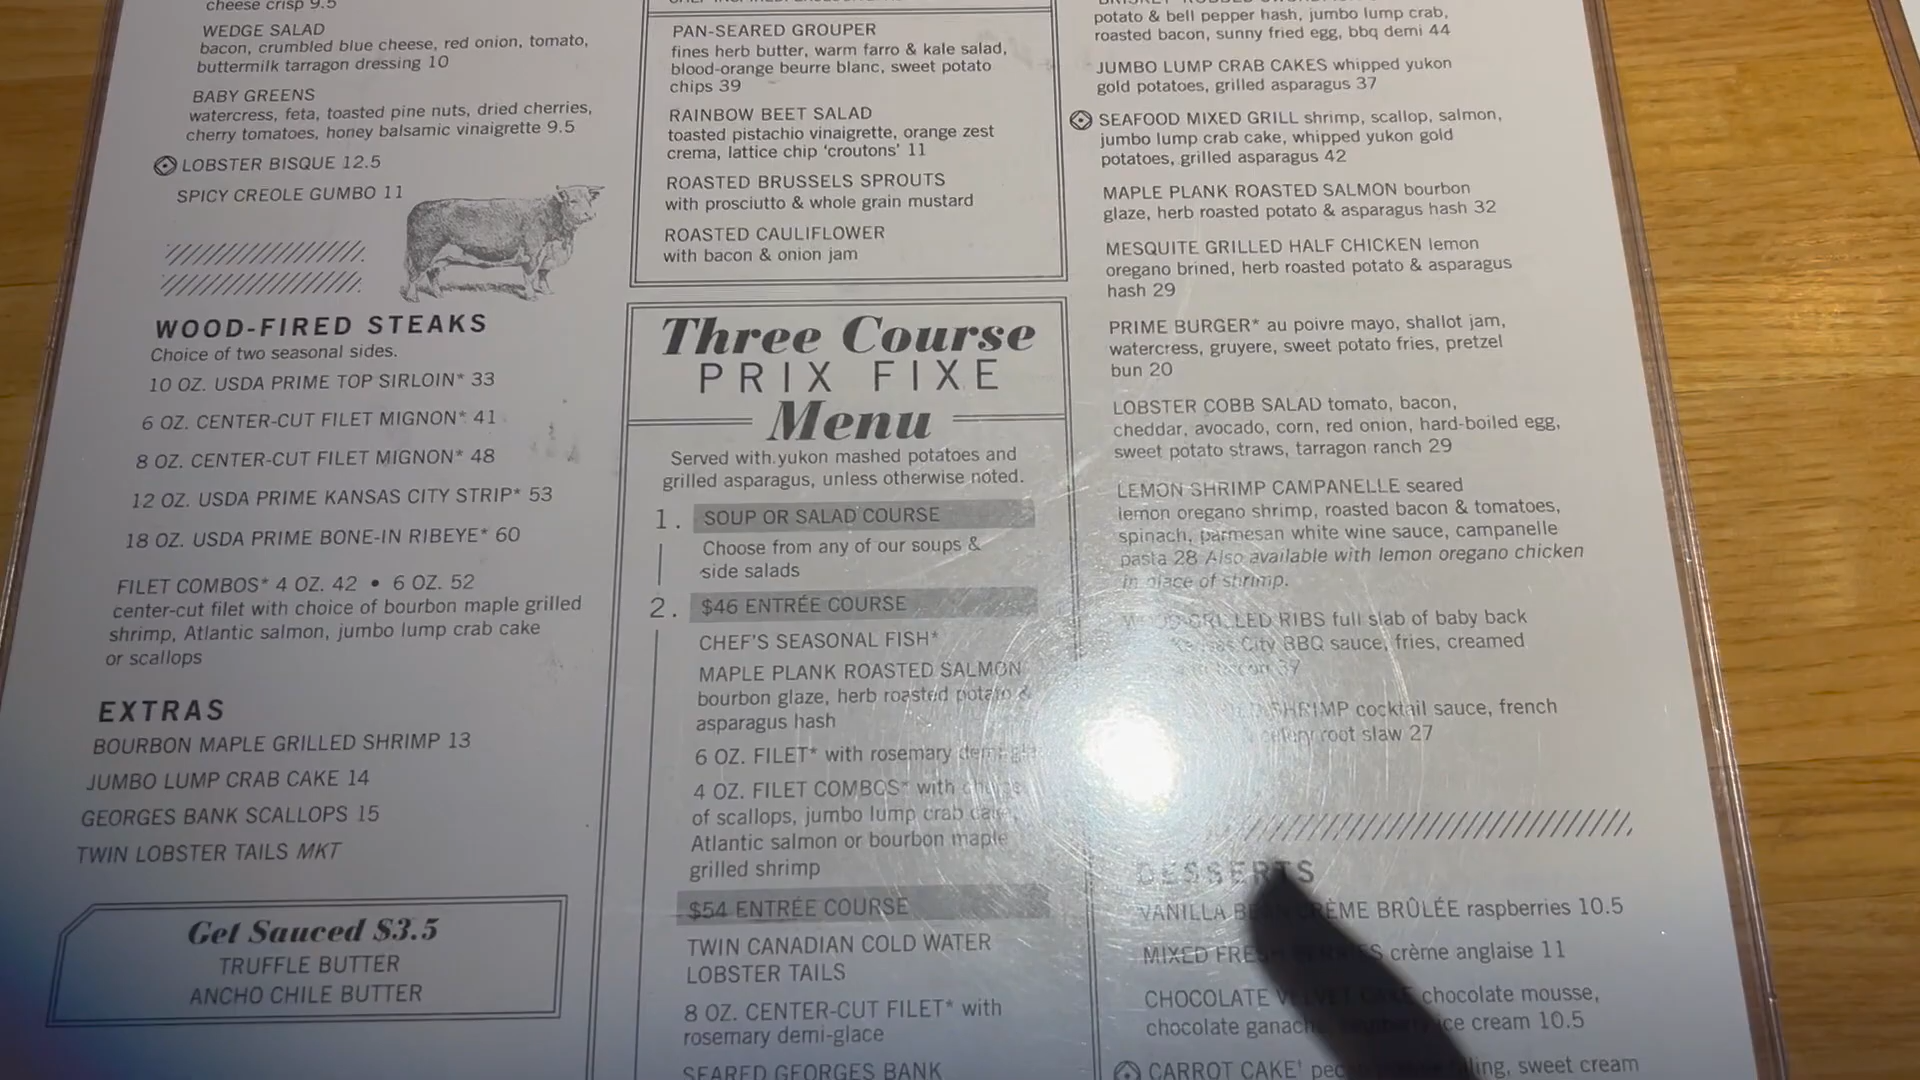 cheese crisp 9.5
WEDGE SALAD
bacon, crumbled blue cheese, red onion, tomato,
buttermilk tarragon dressing 10
BABY GREENS
watercress, feta, toasted pine nuts, dried cherries,
cherry tomatoes, honey balsamic vinaigrette 9.5
LOBSTER BISQUE 12.5
SPICY CREOLE GUMBO 11
WOOD-FIRED STEAKS
Choice of two seasonal sides.
10 OZ. USDA PRIME TOP SIRLOIN* 33
6 OZ. CENTER-CUT FILET MIGNON* 41
8 OZ. CENTER-CUT FILET MIGNON* 48
12 OZ. USDA PRIME KANSAS CITY STRIP* 53
18 OZ. USDA PRIME BONE-IN RIBEYE* 60
FILET COMBOS* 4 OZ. 42 • 6 OZ. 52
center-cut filet with choice of bourbon maple grilled
shrimp, Atlantic salmon, jumbo lump crab cake
or scallops
EXTRAS
BOURBON MAPLE GRILLED SHRIMP 13
JUMBO LUMP CRAB CAKE 14
GEORGES BANK SCALLOPS 15
TWIN LOBSTER TAILS MKT
Get Sauced $3.5
TRUFFLE BUTTER
ANCHO CHILE BUTTER
PAN-SEARED GROUPER
fines herb butter, warm farro & kale salad,
blood-orange beurre blanc, sweet potato
chips 39
RAINBOW BEET SALAD
toasted pistachio vinaigrette, orange zest
crema, lattice chip 'croutons' 11
ROASTED BRUSSELS SPROUTS
with prosciutto & whole grain mustard
ROASTED CAULIFLOWER
with bacon & onion jam
Three Course
PRIX FIXE
Menu
Served with yukon mashed potatoes and
grilled asparagus, unless otherwise noted.
1. SOUP OR SALAD COURSE
Choose from any of our soups &
side salads
2. $46 ENTRÉE COURSE
CHEF'S SEASONAL FISH*
MAPLE PLANK ROASTED SALMON
bourbon glaze, herb roasted potato &
asparagus hash
6 OZ. FILET* with rosemary
4 OZ. FILET COMBOS* with
of scallops, jumbo lump crab cake,
Atlantic salmon or bourbon maple
grilled shrimp
$54 ENTRÉE COURSE
TWIN CANADIAN COLD WATER
LOBSTER TAILS
8 OZ. CENTER-CUT FILET* with
rosemary demi-glace
SEARED GEORGES BANK
potato & bell pepper hash, jumbo lump crab,
roasted bacon, sunny fried egg, bbq demi 44
JUMBO LUMP CRAB CAKES whipped yukon
gold potatoes, grilled asparagus 37
SEAFOOD MIXED GRILL shrimp, scallop, salmon,
jumbo lump crab cake, whipped yukon gold
potatoes, grilled asparagus 42
MAPLE PLANK ROASTED SALMON bourbon
glaze, herb roasted potato & asparagus hash 32
MESQUITE GRILLED HALF CHICKEN lemon
oregano brined, herb roasted potato & asparagus
hash 29
PRIME BURGER* au poivre mayo, shallot jam,
watercress, gruyere, sweet potato fries, pretzel
bun 20
LOBSTER COBB SALAD tomato, bacon,
cheddar, avocado, corn, red onion, hard-boiled egg,
sweet potato straws, tarragon ranch 29
LEMON SHRIMP CAMPANELLE seared
lemon oregano shrimp, roasted bacon & tomatoes,
spinach, parmesan white wine sauce, campanelle
pasta 28 Also available with lemon oregano chicken
in place of shrimp.
RIBS full slab of baby back
City BBQ sauce, fries, creamed
SHRIMP cocktail sauce, french
root slaw 27
DESSERTS
VANILLA CRÈME BRÛLÉE raspberries 10.5
MIXED FRESH crème anglaise 11
CHOCOLATE chocolate mousse,
chocolate ganache, ice cream 10.5
CARROT CAKE sweet cream